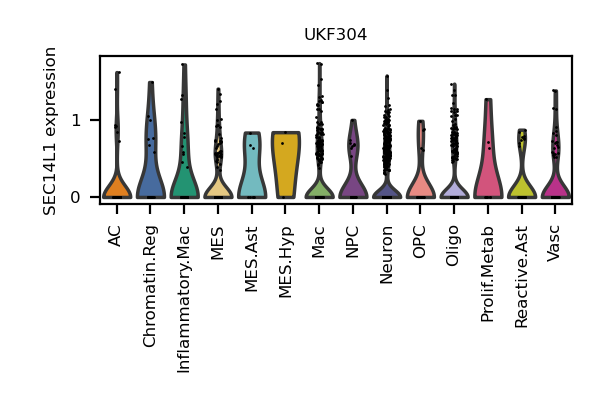 UKF304
SEC14L1 expression
1
0
AC
Chromatin.Reg
Inflammatory.Mac
MES
MES.Ast
MES.Hyp
Mac
NPC
Neuron
OPC
Oligo
Prolif.Metab
Reactive.Ast
Vasc